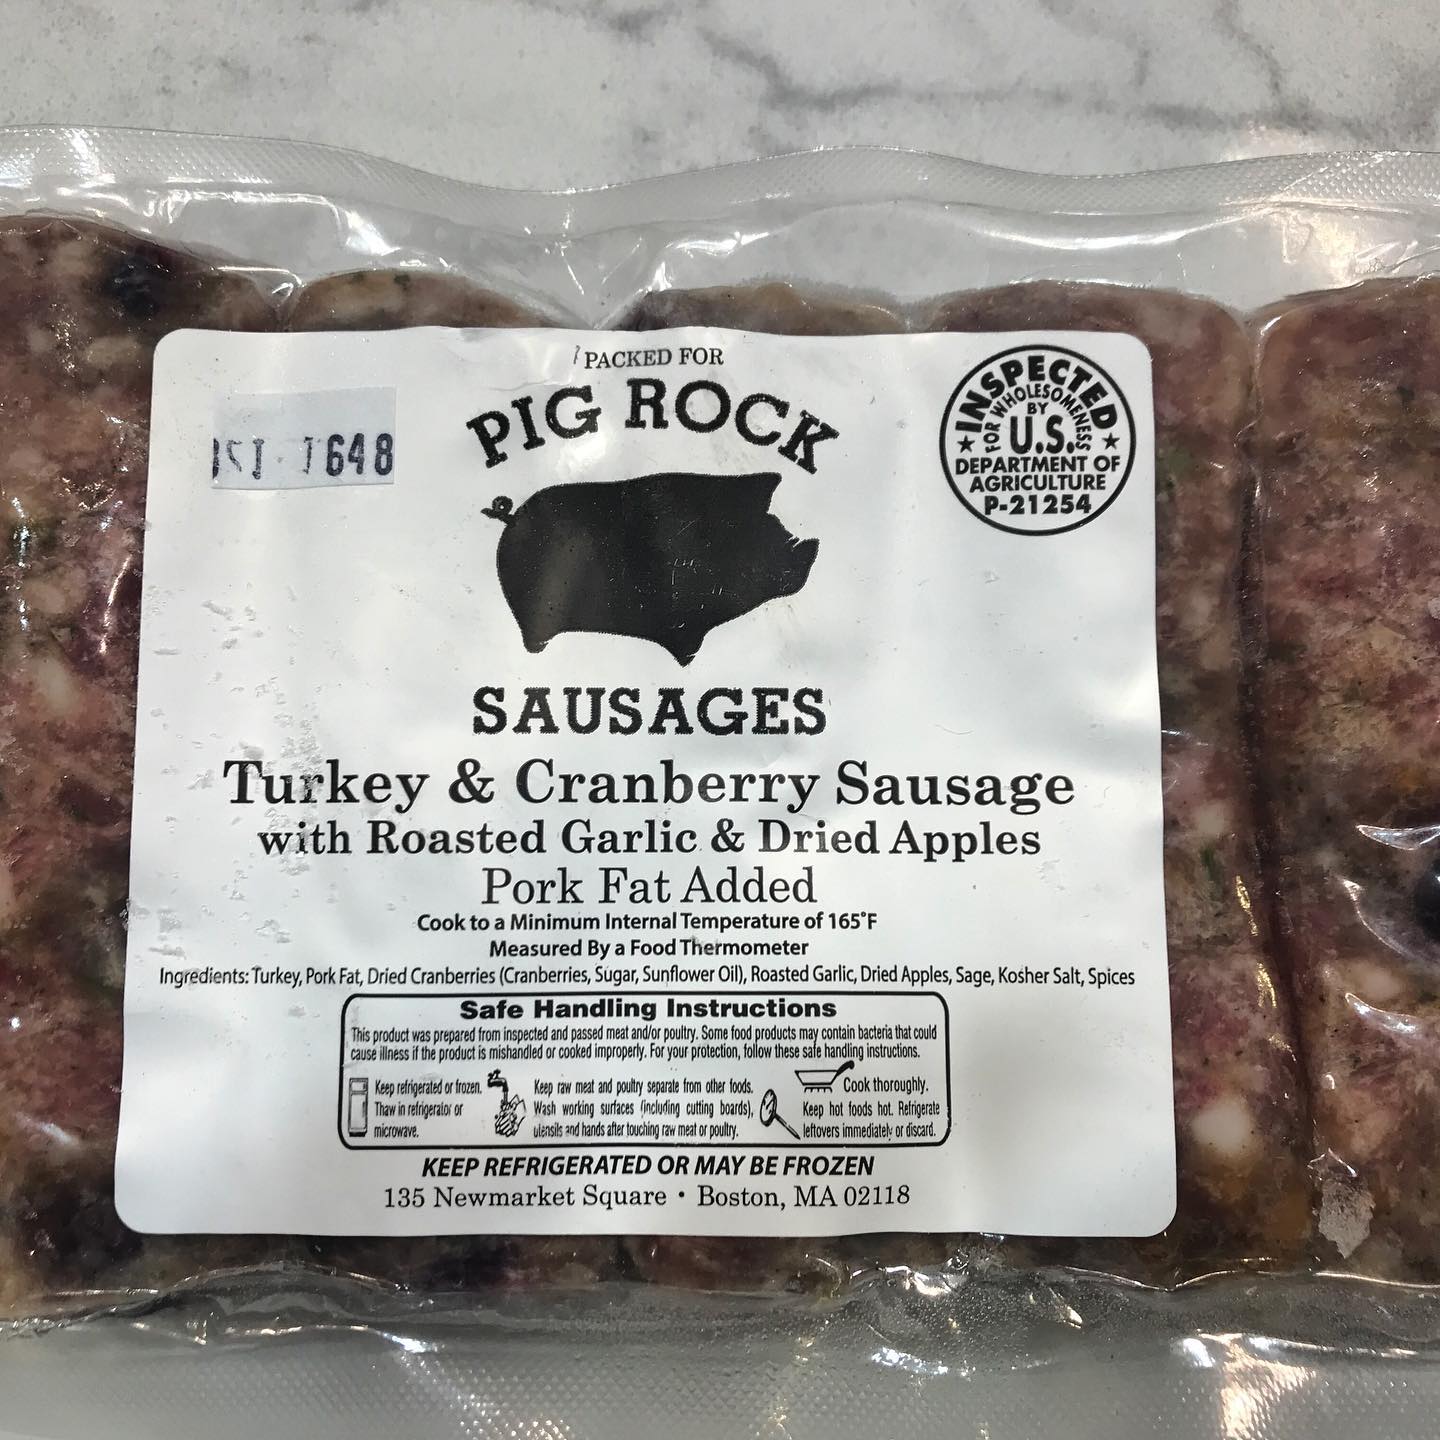 PACKED FOR
PIG ROCK
SAUSAGES
1648
INSPECTED
FOR WHOLESOMENESS
BY
U.S.
DEPARTMENT OF
AGRICULTURE
P-21254
Turkey & Cranberry Sausage
with Roasted Garlic & Dried Apples
Pork Fat Added
Cook to a Minimum Internal Temperature of 165°F
Measured By a Food Thermometer
Ingredients: Turkey, Pork Fat, Dried Cranberries (Cranberries, Sugar, Sunflower Oil), Roasted Garlic, Dried Apples, Sage, Kosher Salt, Spices
Safe Handling Instructions
This product was prepared from inspected and passed meat and/or poultry. Some food products may contain bacteria that could
cause illness if the product is mishandled or cooked improperly. For your protection, follow these safe handling instructions.
Keep refrigerated or frozen.
Thaw in refrigerator or
microwave.
Keep raw meat and poultry separate from other foods.
Wash working surfaces (including cutting boards),
utensils and hands after touching raw meat or poultry.
Cook thoroughly.
Keep hot foods hot. Refrigerate
leftovers immediately or discard.
KEEP REFRIGERATED OR MAY BE FROZEN
135 Newmarket Square • Boston, MA 02118